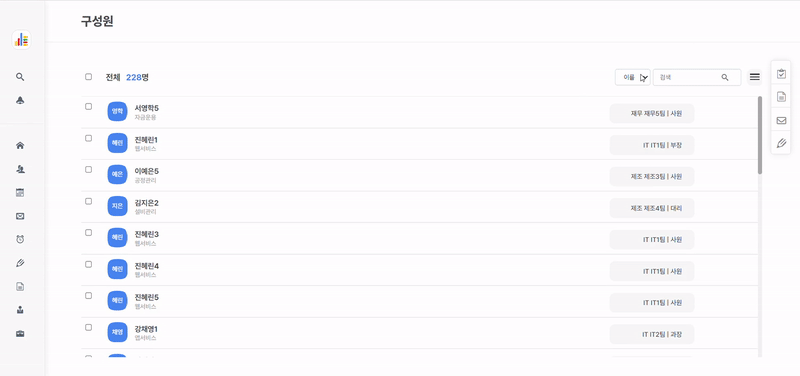 구성원
전체 228명
이름
검색
영학 서영학5 재무 재무5팀 | 사원
자금운용
혜린 진혜린1 IT IT1팀 | 부장
웹서비스
예은 이예은5 제조 제조3팀 | 사원
공정관리
지은 김지은2 제조 제조4팀 | 대리
설비관리
혜린 진혜린3 IT IT1팀 | 사원
웹서비스
혜린 진혜린4 IT IT1팀 | 사원
웹서비스
혜린 진혜린5 IT IT1팀 | 사원
웹서비스
채영 강채영1 IT IT2팀 | 과장
앱서비스